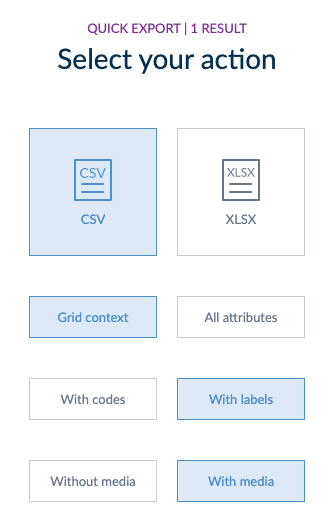 QUICK EXPORT | 1 RESULT
Select your action
CSV
XLSX
CSV
XLSX
Grid context
All attributes
With codes
With labels
Without media
With media